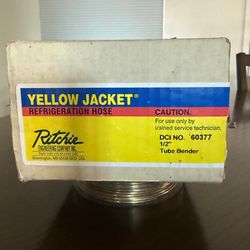 YELLOW JACKET®
REFRIGERATION HOSE
CAUTION.
For use only by
trained service technician.
Ritchie
ENGINEERING COMPANY, INC.
DCI NO. 60377
1/2"
Tube Bender